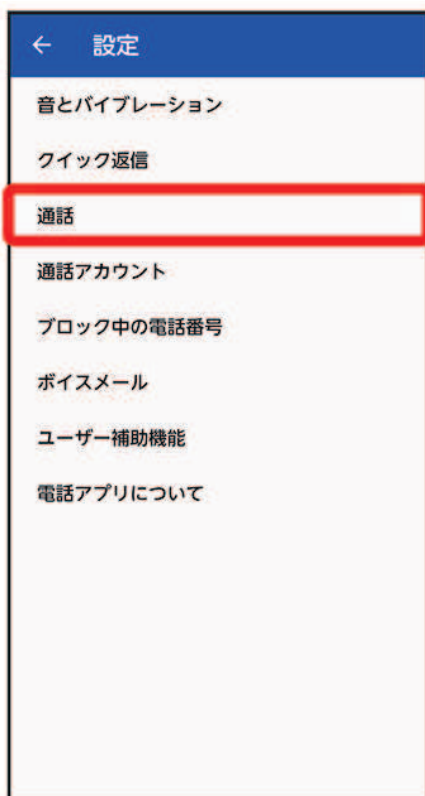 ← 設定
音とバイブレーション
クイック返信
通話
通話アカウント
ブロック中の電話番号
ボイスメール
ユーザー補助機能
電話アプリについて